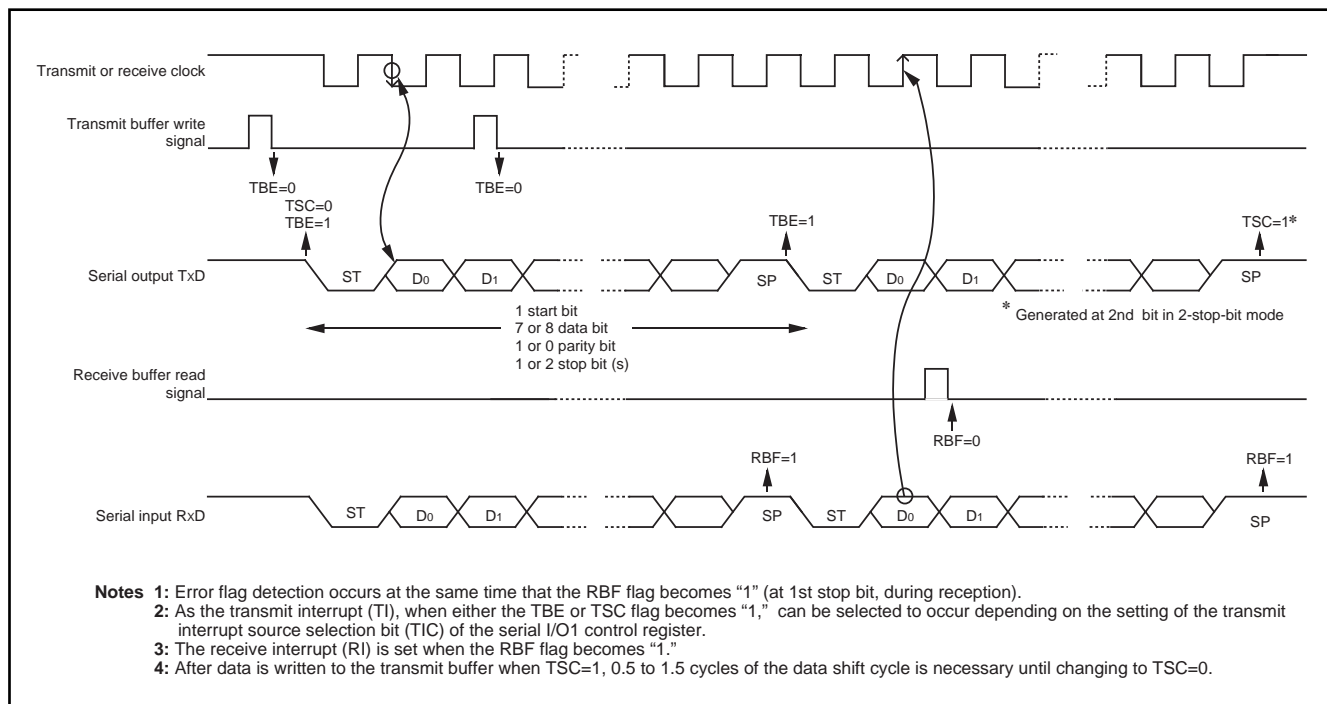 Transmit or receive clock
Transmit buffer write
signal
TBE=0
TSC=0
TBE=1
TBE=0
TBE=1
TSC=1*
Serial output TxD
ST
D0
D1
SP
ST
D0
D1
SP
* Generated at 2nd bit in 2-stop-bit mode
1 start bit
7 or 8 data bit
1 or 0 parity bit
1 or 2 stop bit (s)
Receive buffer read
signal
RBF=0
RBF=1
RBF=1
Serial input RxD
ST
D0
D1
SP
ST
D0
D1
SP
Notes 1: Error flag detection occurs at the same time that the RBF flag becomes “1” (at 1st stop bit, during reception).
2: As the transmit interrupt (TI), when either the TBE or TSC flag becomes “1,” can be selected to occur depending on the setting of the transmit
interrupt source selection bit (TIC) of the serial I/O1 control register.
3: The receive interrupt (RI) is set when the RBF flag becomes “1.”
4: After data is written to the transmit buffer when TSC=1, 0.5 to 1.5 cycles of the data shift cycle is necessary until changing to TSC=0.